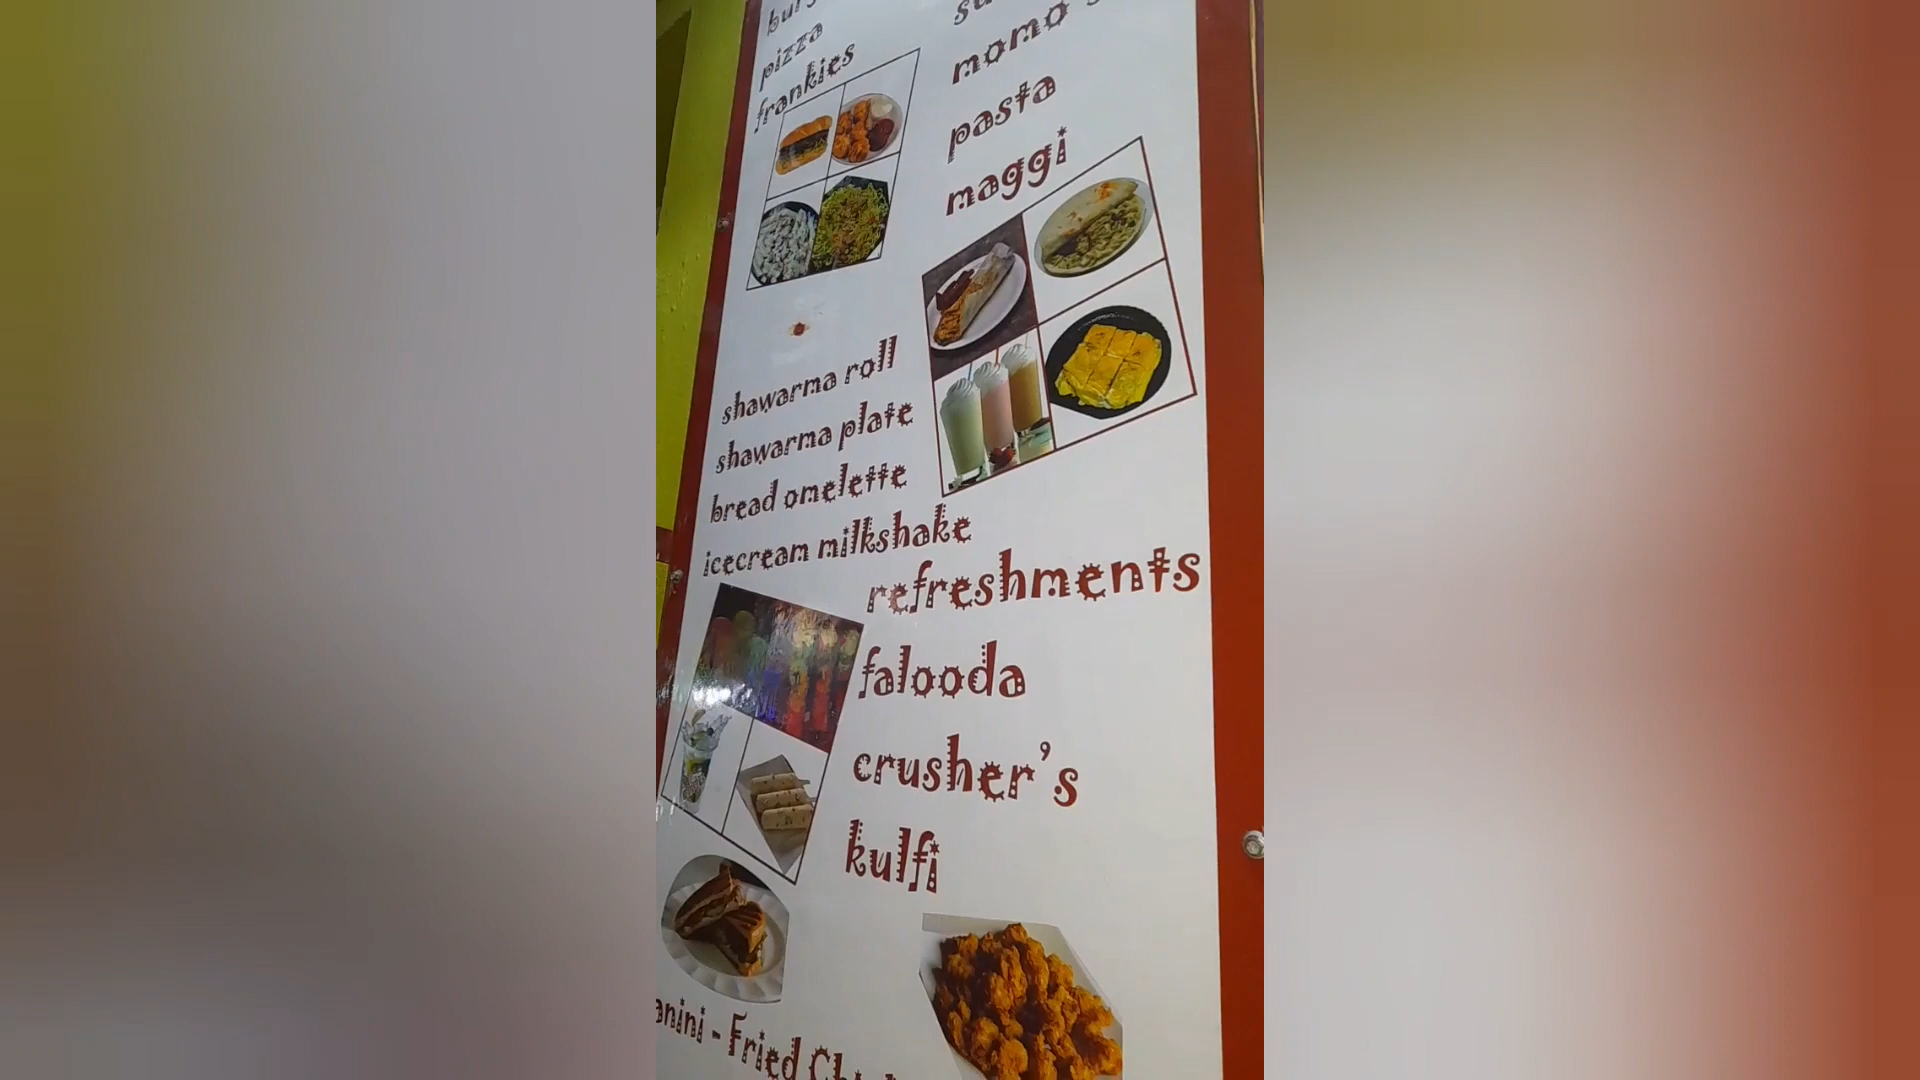 pizza
frankies
momo's
pasta
maggi
shawarma roll
shawarma plate
bread omelette
icecream milkshake
refreshments
falooda
crusher's
kulfi
- Fried